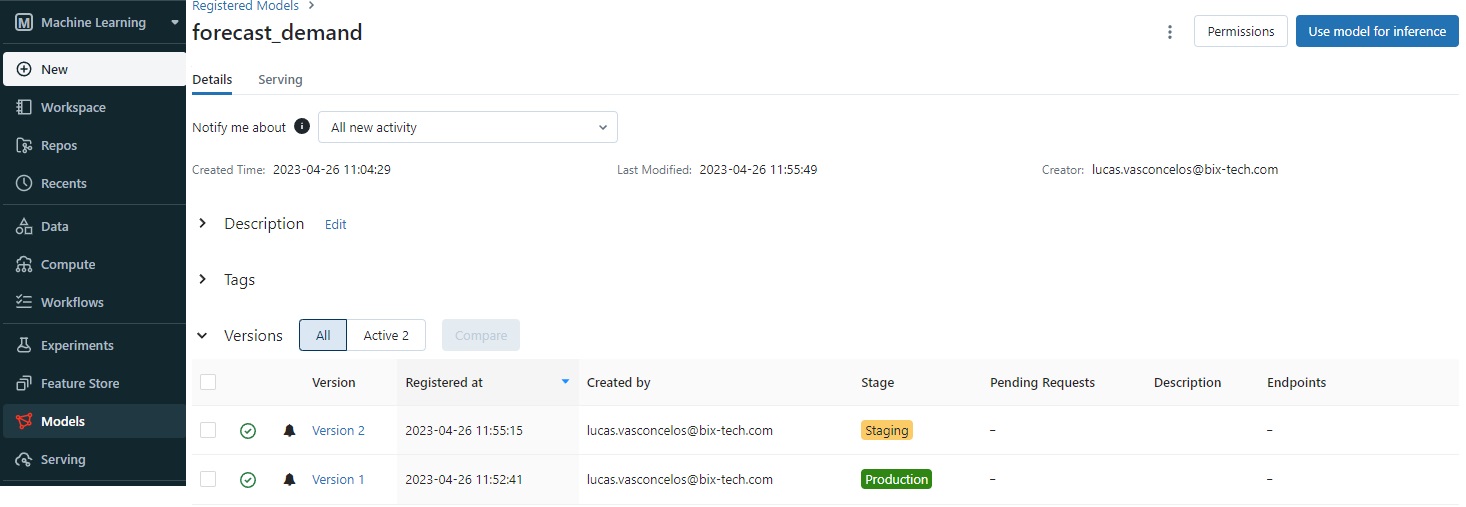 Machine Learning
New
Workspace
Repos
Recents
Data
Compute
Workflows
Experiments
Feature Store
Models
Serving
Registered Models >
forecast_demand
Permissions
Use model for inference
Details Serving
Notify me about i All new activity
Created Time: 2023-04-26 11:04:29 Last Modified: 2023-04-26 11:55:49 Creator: lucas.vasconcelos@bix-tech.com
Description Edit
Tags
Versions All Active 2 Compare
Version Registered at Created by Stage Pending Requests Description Endpoints
Version 2 2023-04-26 11:55:15 lucas.vasconcelos@bix-tech.com Staging – –
Version 1 2023-04-26 11:52:41 lucas.vasconcelos@bix-tech.com Production – –